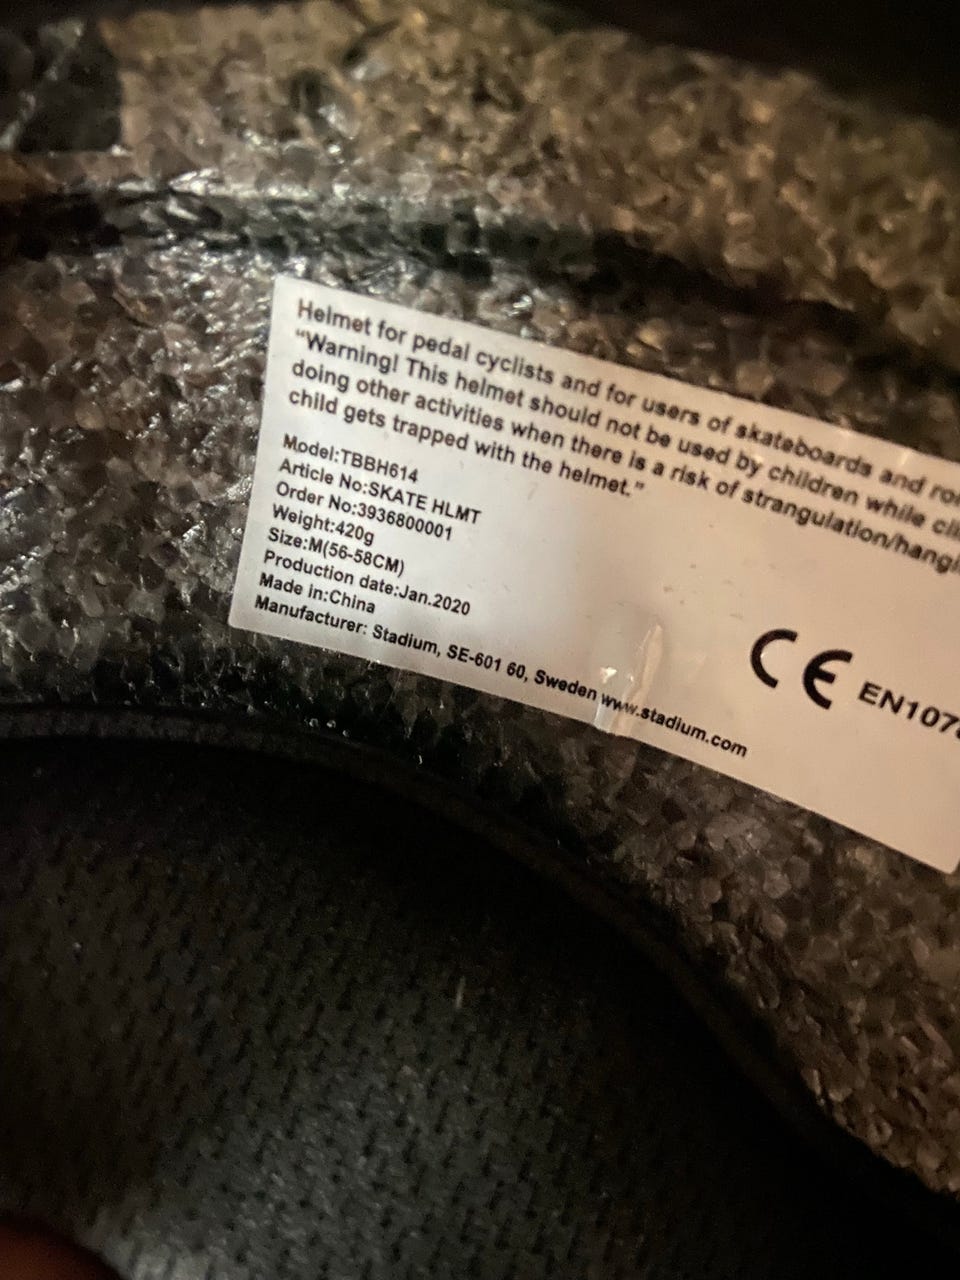 Helmet for pedal cyclists and for users of skateboards and
"Warning! This helmet should not be used by children while
doing other activities when there is a risk of
child gets trapped with the helmet."
Model:TBBH614
Article No:SKATE HLMT
Order No:3936800001
Weight:420g
Size:M(56-58CM)
Production date:Jan.2020
Made in:China
Manufacturer: Stadium, SE-601 60, Sweden www.stadium.com
CE